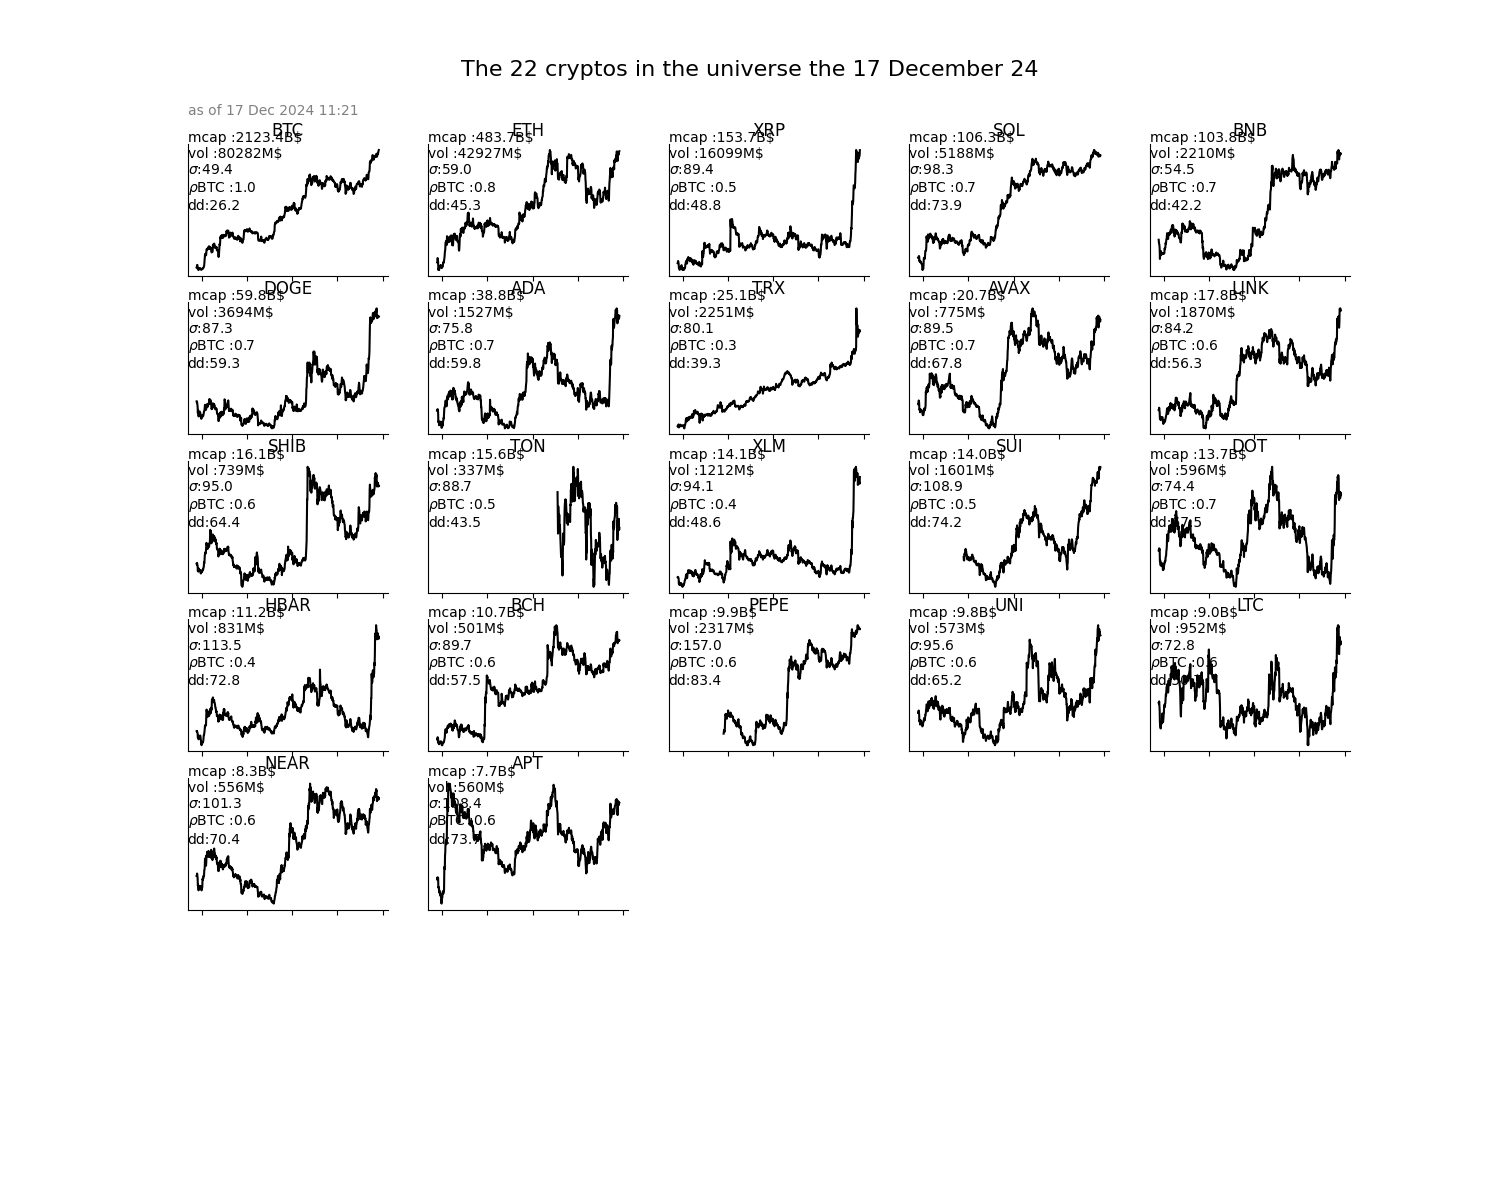 The 22 cryptos in the universe the 17 December 24
as of 17 Dec 2024 11:21
BTC
mcap :2123.4B$
vol :80282M$
σ:49.4
ρBTC :1.0
dd:26.2
ETH
mcap :483.7B$
vol :42927M$
σ:59.0
ρBTC :0.8
dd:45.3
XRP
mcap :153.7B$
vol :16099M$
σ:89.4
ρBTC :0.5
dd:48.8
SOL
mcap :106.3B$
vol :5188M$
σ:98.3
ρBTC :0.7
dd:73.9
BNB
mcap :103.8B$
vol :2210M$
σ:54.5
ρBTC :0.7
dd:42.2
DOGE
mcap :59.8B$
vol :3694M$
σ:87.3
ρBTC :0.7
dd:59.3
ADA
mcap :38.8B$
vol :1527M$
σ:75.8
ρBTC :0.7
dd:59.8
TRX
mcap :25.1B$
vol :2251M$
σ:80.1
ρBTC :0.3
dd:39.3
AVAX
mcap :20.7B$
vol :775M$
σ:89.5
ρBTC :0.7
dd:67.8
LINK
mcap :17.8B$
vol :1870M$
σ:84.2
ρBTC :0.6
dd:56.3
SHIB
mcap :16.1B$
vol :739M$
σ:95.0
ρBTC :0.6
dd:64.4
TON
mcap :15.6B$
vol :337M$
σ:88.7
ρBTC :0.5
dd:43.5
XLM
mcap :14.1B$
vol :1212M$
σ:94.1
ρBTC :0.4
dd:48.6
SUI
mcap :14.0B$
vol :1601M$
σ:108.9
ρBTC :0.5
dd:74.2
DOT
mcap :13.7B$
vol :596M$
σ:74.4
ρBTC :0.7
HBAR
mcap :11.2B$
vol :831M$
σ:113.5
ρBTC :0.4
dd:72.8
BCH
mcap :10.7B$
vol :501M$
σ:89.7
ρBTC :0.6
dd:57.5
PEPE
mcap :9.9B$
vol :2317M$
σ:157.0
ρBTC :0.6
dd:83.4
UNI
mcap :9.8B$
vol :573M$
σ:95.6
ρBTC :0.6
dd:65.2
LTC
mcap :9.0B$
vol :952M$
σ:72.8
ρBTC :0.6
NEAR
mcap :8.3B$
vol :556M$
σ:101.3
ρBTC :0.6
dd:70.4
APT
mcap :7.7B$
vol :560M$
σ:108.4
ρBTC :0.6